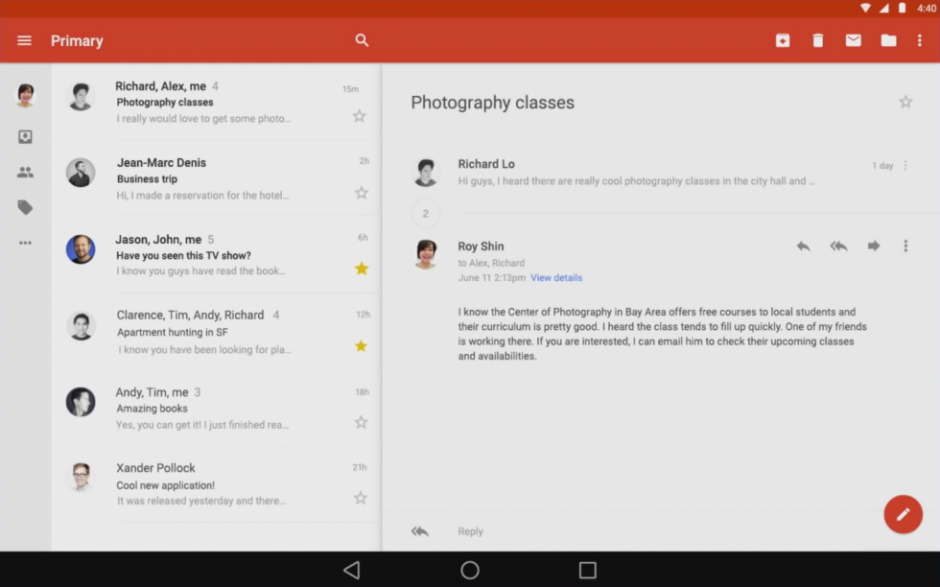 4:40
Primary
Richard, Alex, me 4
15m
Photography classes
I really would love to get some photo...
Jean-Marc Denis
2h
Business trip
Hi, I made a reservation for the hotel...
Jason, John, me 5
6h
Have you seen this TV show?
I know you guys have read the book...
Clarence, Tim, Andy, Richard 4
12h
Apartment hunting in SF
I know you have been looking for pla...
Andy, Tim, me 3
18h
Amazing books
Yes, you can get it! I just finished rea...
Xander Pollock
21h
Cool new application!
It was released yesterday and there...
Photography classes
Richard Lo
1 day
Hi guys, I heard there are really cool photography classes in the city hall and ...
2
Roy Shin
to Alex, Richard
June 11 2:13pm View details
I know the Center of Photography in Bay Area offers free courses to local students and
their curriculum is pretty good. I heard the class tends to fill up quickly. One of my friends
is working there. If you are interested, I can email him to check their upcoming classes
and availabilities.
Reply